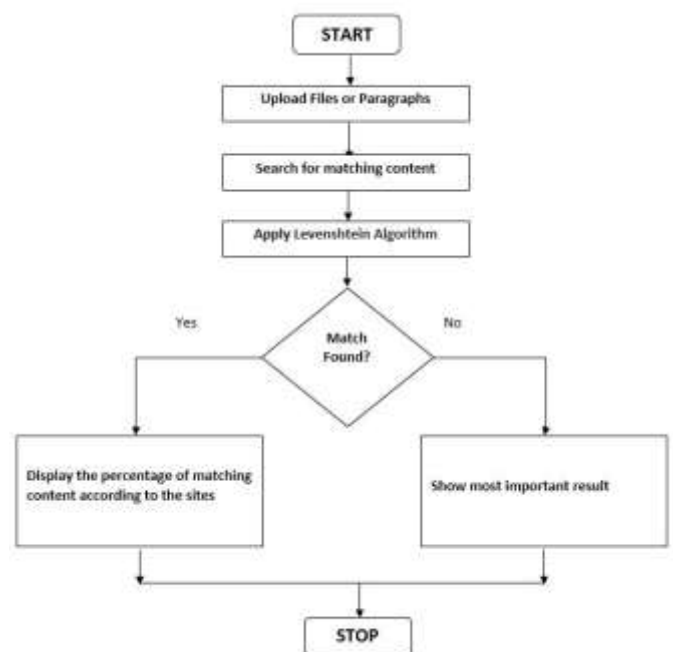 START
Upload Files or Paragraphs
Search for matching content
Apply Levenshtein Algorithm
Yes
No
Match
Found?
Display the percentage of matching
content according to the sites
Show most important result
STOP